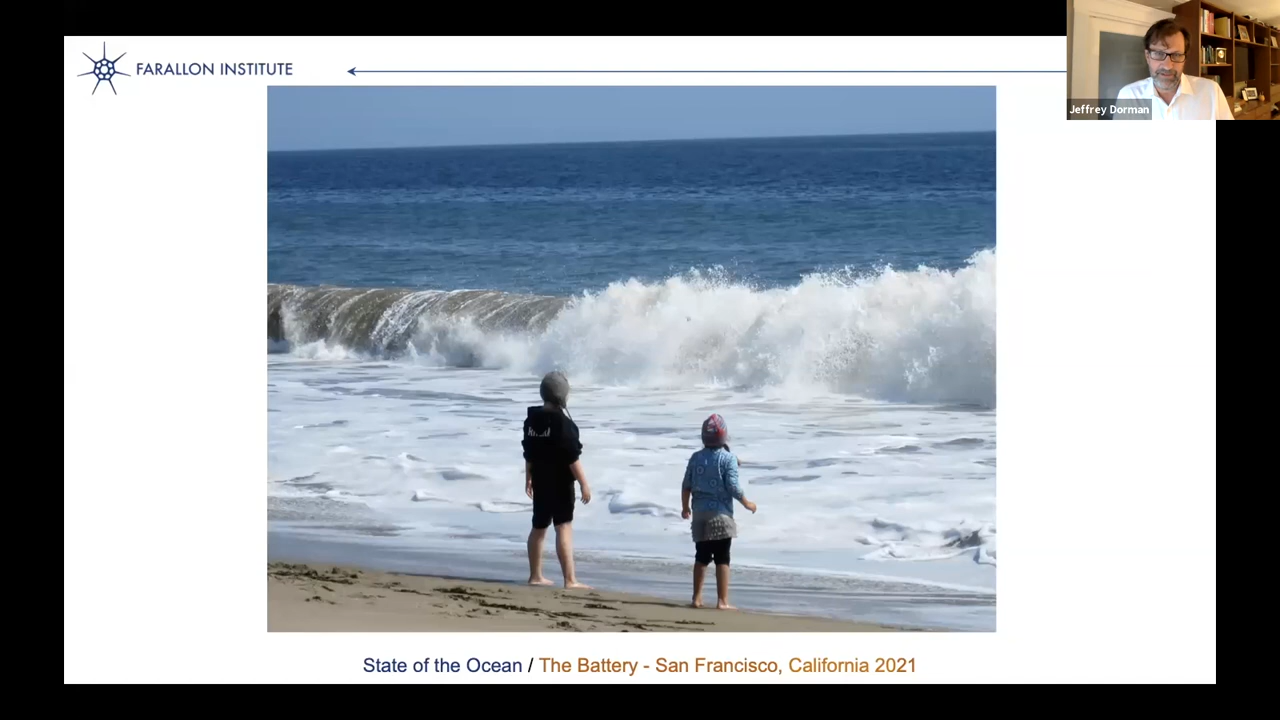 FARALLON INSTITUTE
Jeffrey Dorman
State of the Ocean / The Battery - San Francisco, California 2021